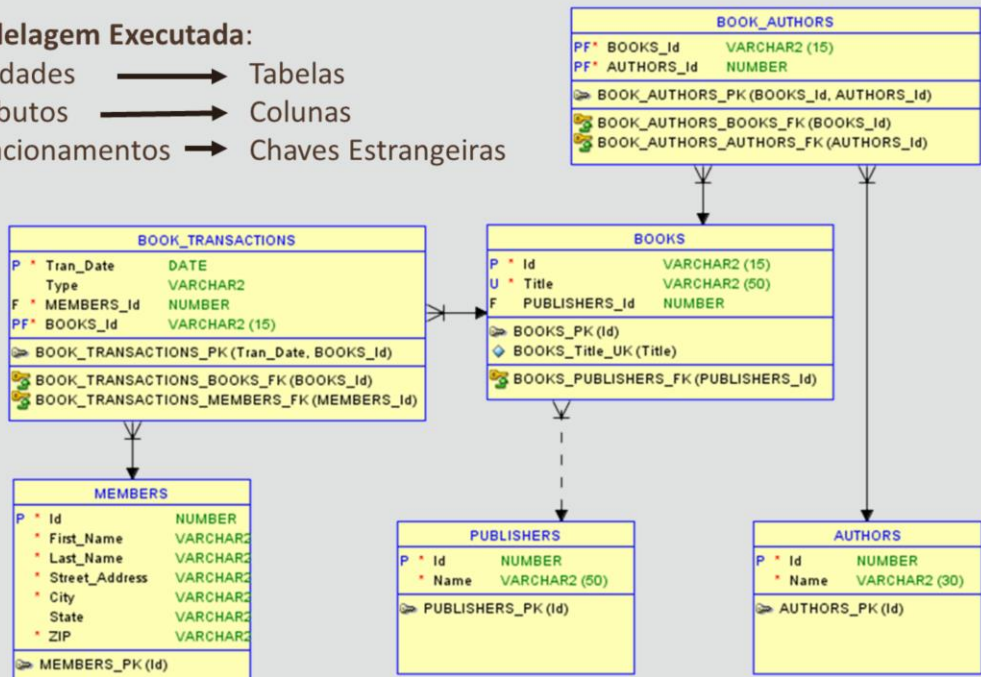 delagem Executada:
dades → Tabelas
butos → Colunas
acionamentos → Chaves Estrangeiras
BOOK_AUTHORS
PF* BOOKS_Id VARCHAR2 (15)
PF* AUTHORS_Id NUMBER
BOOK_AUTHORS_PK (BOOKS_Id, AUTHORS_Id)
BOOK_AUTHORS_BOOKS_FK (BOOKS_Id)
BOOK_AUTHORS_AUTHORS_FK (AUTHORS_Id)
BOOK_TRANSACTIONS
P * Tran_Date DATE
Type VARCHAR2
F * MEMBERS_Id NUMBER
PF* BOOKS_Id VARCHAR2 (15)
BOOK_TRANSACTIONS_PK (Tran_Date, BOOKS_Id)
BOOK_TRANSACTIONS_BOOKS_FK (BOOKS_Id)
BOOK_TRANSACTIONS_MEMBERS_FK (MEMBERS_Id)
BOOKS
P * Id VARCHAR2 (15)
U * Title VARCHAR2 (50)
F PUBLISHERS_Id NUMBER
BOOKS_PK (Id)
BOOKS_Title_UK (Title)
BOOKS_PUBLISHERS_FK (PUBLISHERS_Id)
MEMBERS
P * Id NUMBER
* First_Name VARCHAR2
* Last_Name VARCHAR2
* Street_Address VARCHAR2
* City VARCHAR2
State VARCHAR2
* ZIP VARCHAR2
MEMBERS_PK (Id)
PUBLISHERS
P * Id NUMBER
* Name VARCHAR2 (50)
PUBLISHERS_PK (Id)
AUTHORS
P * Id NUMBER
* Name VARCHAR2 (30)
AUTHORS_PK (Id)